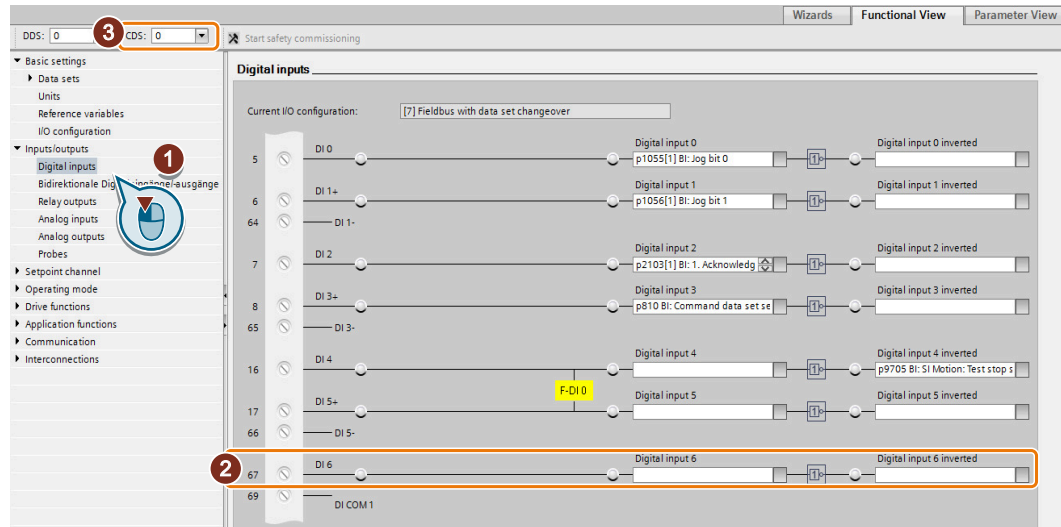 Wizards Functional View Parameter View
DDS: 0 3 CDS: 0 Start safety commissioning
Basic settings
Data sets
Units
Reference variables
I/O configuration
Inputs/outputs
Digital inputs
1
Bidirektionale -ausgänge
Relay outputs
Analog inputs
Analog outputs
Probes
Setpoint channel
Operating mode
Drive functions
Application functions
Communication
Interconnections
Digital inputs
Current I/O configuration: [7] Fieldbus with data set changeover
Digital input 0 Digital input 0 inverted
5 DI 0 p1055[1] BI: Jog bit 0 1
Digital input 1 Digital input 1 inverted
6 DI 1+ p1056[1] BI: Jog bit 1 1
64 DI 1-
Digital input 2 Digital input 2 inverted
7 DI 2 p2103[1] BI: 1. Acknowledg 1
Digital input 3 Digital input 3 inverted
8 DI 3+ p810 BI: Command data set se 1
65 DI 3-
Digital input 4 Digital input 4 inverted
16 DI 4 1 p9705 BI: SI Motion: Test stop s
F-DI 0
Digital input 5 Digital input 5 inverted
17 DI 5+ 1
66 DI 5-
2
Digital input 6 Digital input 6 inverted
67 DI 6 1
69 DI COM 1